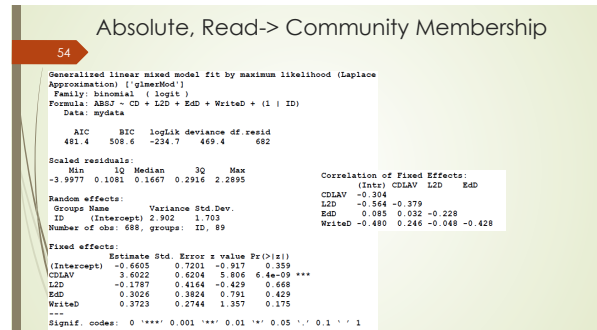 Absolute, Read-> Community Membership
54
Generalized linear mixed model fit by maximum likelihood (Laplace
Approximation) ['glmerMod']
Family: binomial ( logit )
Formula: ABSJ ~ CD + L2D + EdD + WriteD + (1 | ID)
Data: mydata
AIC BIC logLik deviance df.resid
481.4 508.6 -234.7 469.4 682
Scaled residuals:
Min 1Q Median 3Q Max
-3.9977 0.1081 0.1667 0.2916 2.2895
Random effects:
Groups Name Variance Std.Dev.
ID (Intercept) 2.902 1.703
Number of obs: 688, groups: ID, 89
Fixed effects:
Estimate Std. Error z value Pr(>|z|)
(Intercept) -0.6605 0.7201 -0.917 0.359
CDLAV 3.6022 0.6204 5.806 6.4e-09 ***
L2D -0.1787 0.4164 -0.429 0.668
EdD 0.3026 0.3824 0.791 0.429
WriteD 0.3723 0.2744 1.357 0.175
---
Signif. codes: 0 '***' 0.001 '**' 0.01 '*' 0.05 '.' 0.1 ' ' 1
Correlation of Fixed Effects:
(Intr) CDLAV L2D EdD
CDLAV -0.304
L2D -0.564 -0.379
EdD 0.085 0.032 -0.228
WriteD -0.480 0.246 -0.048 -0.428